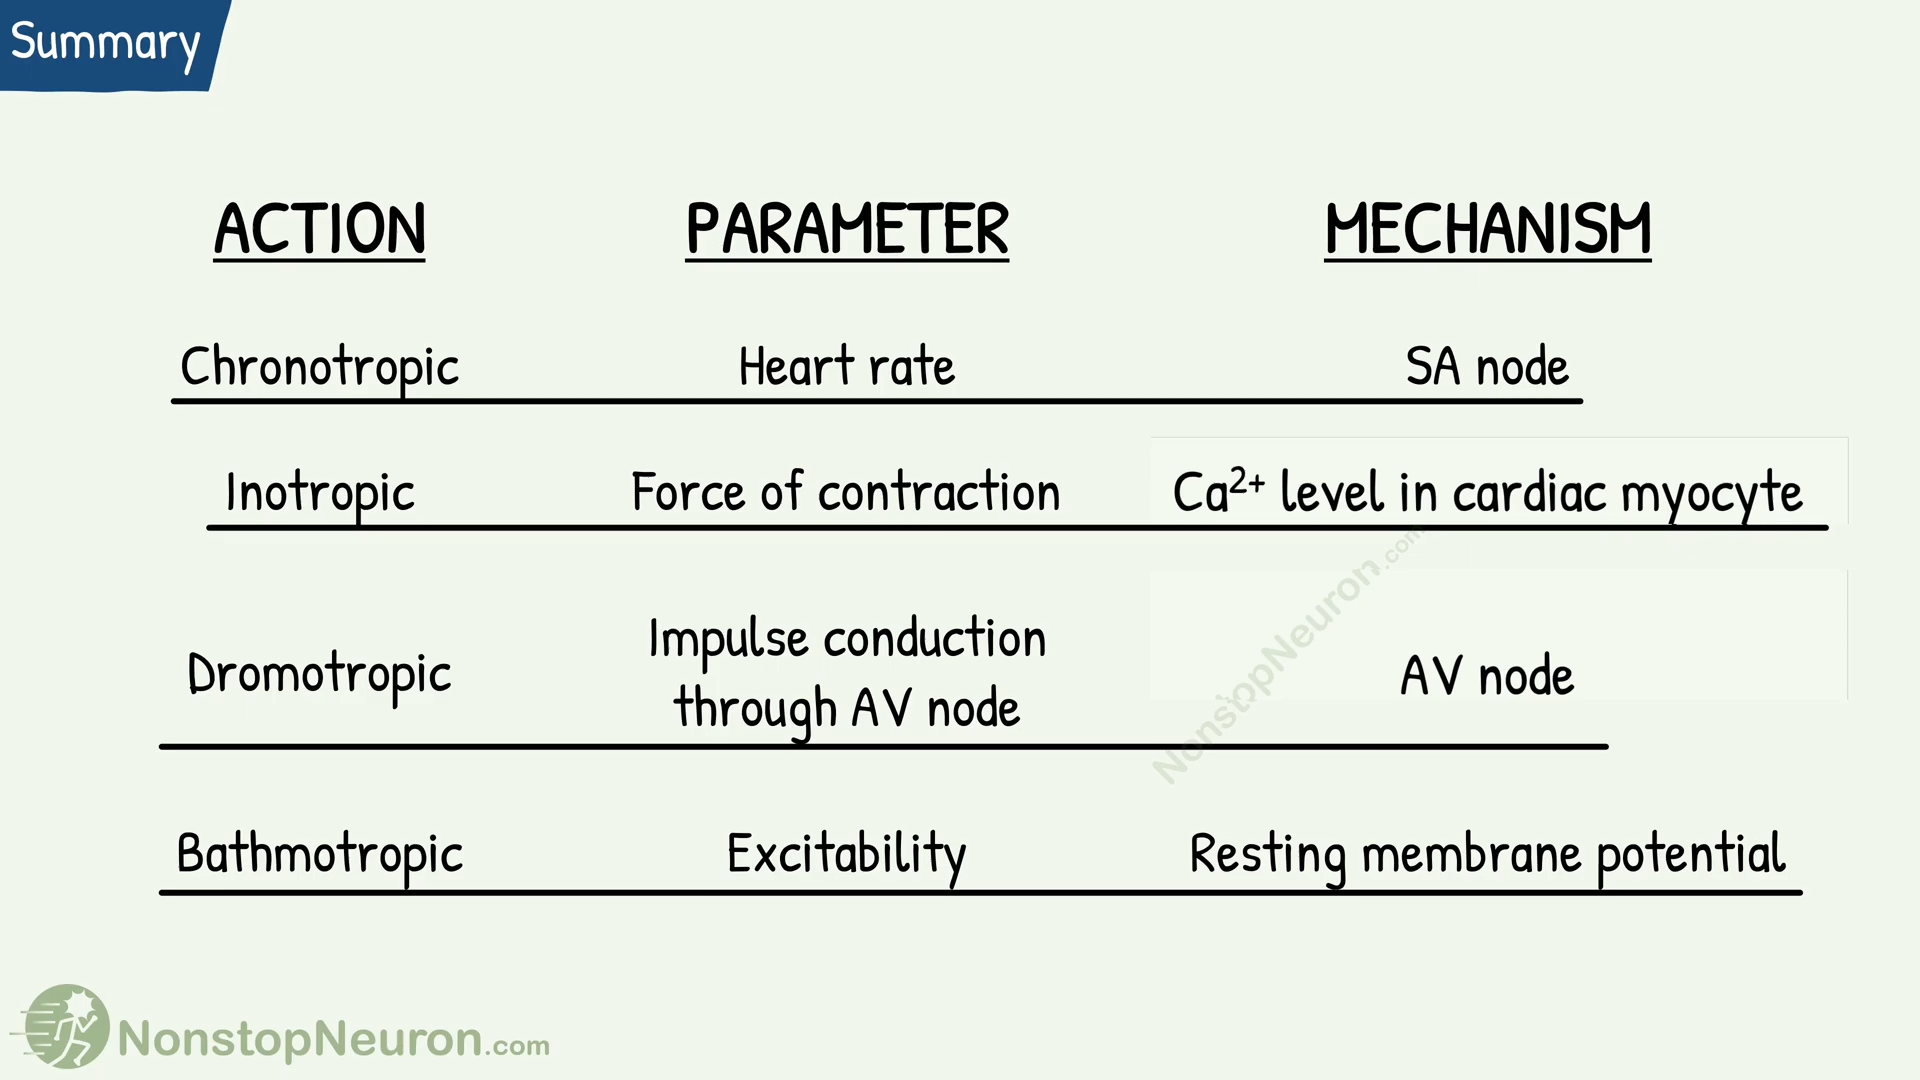 Summary
ACTION PARAMETER MECHANISM
Chronotropic Heart rate SA node
Inotropic Force of contraction Ca²⁺ level in cardiac myocyte
Dromotropic Impulse conduction through AV node AV node
Bathmotropic Excitability Resting membrane potential
NonstopNeuron.com
NonstopNeuron.com